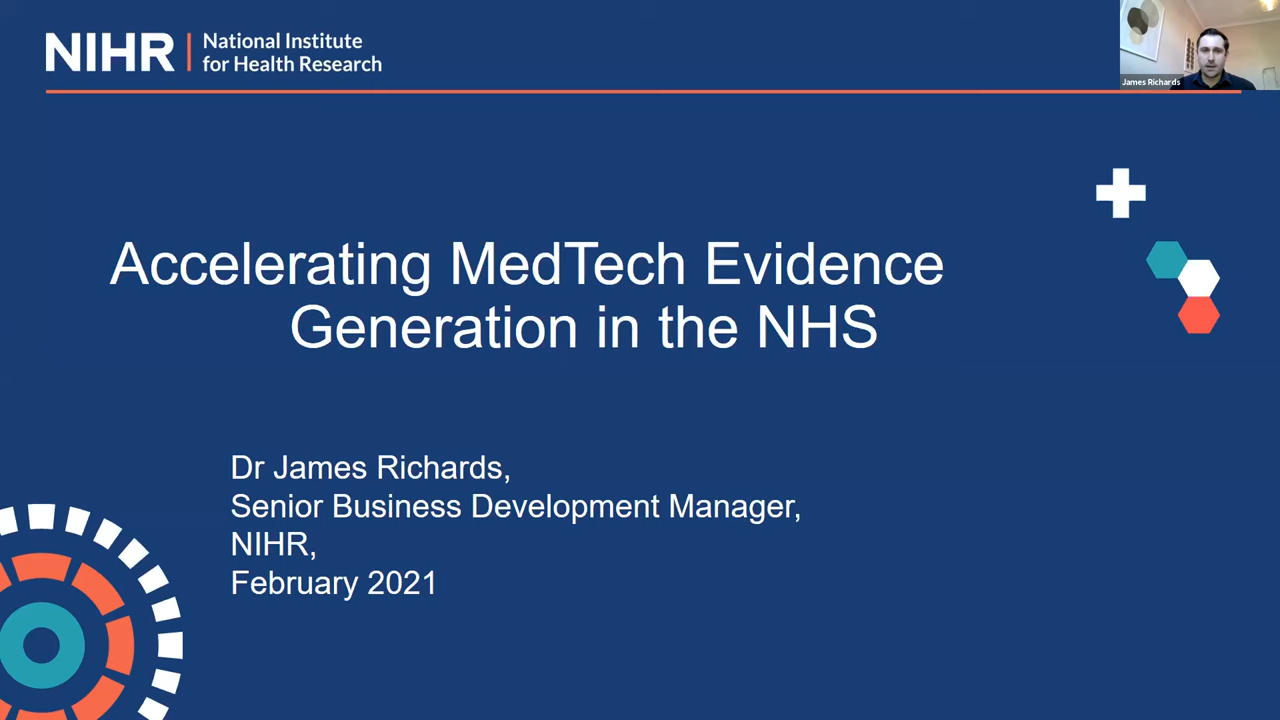 NIHR | National Institute
for Health Research
James Richards
Accelerating MedTech Evidence
Generation in the NHS
Dr James Richards,
Senior Business Development Manager,
NIHR,
February 2021